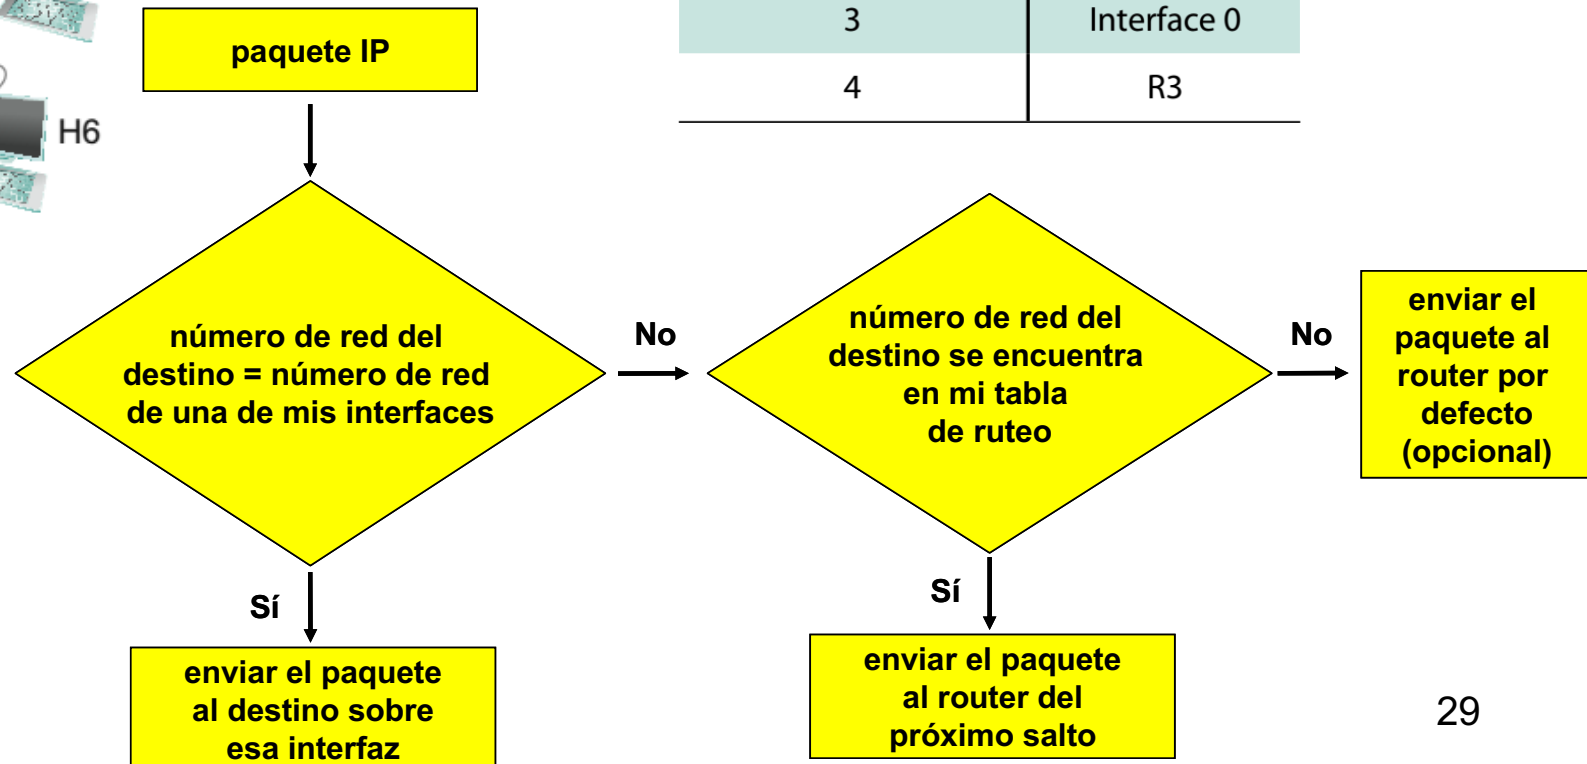 3 Interface 0
4 R3
H6
paquete IP
número de red del
destino = número de red
de una de mis interfaces
No
número de red del
destino se encuentra
en mi tabla
de ruteo
No
enviar el
paquete al
router por
defecto
(opcional)
Sí
enviar el paquete
al destino sobre
esa interfaz
Sí
enviar el paquete
al router del
próximo salto
29